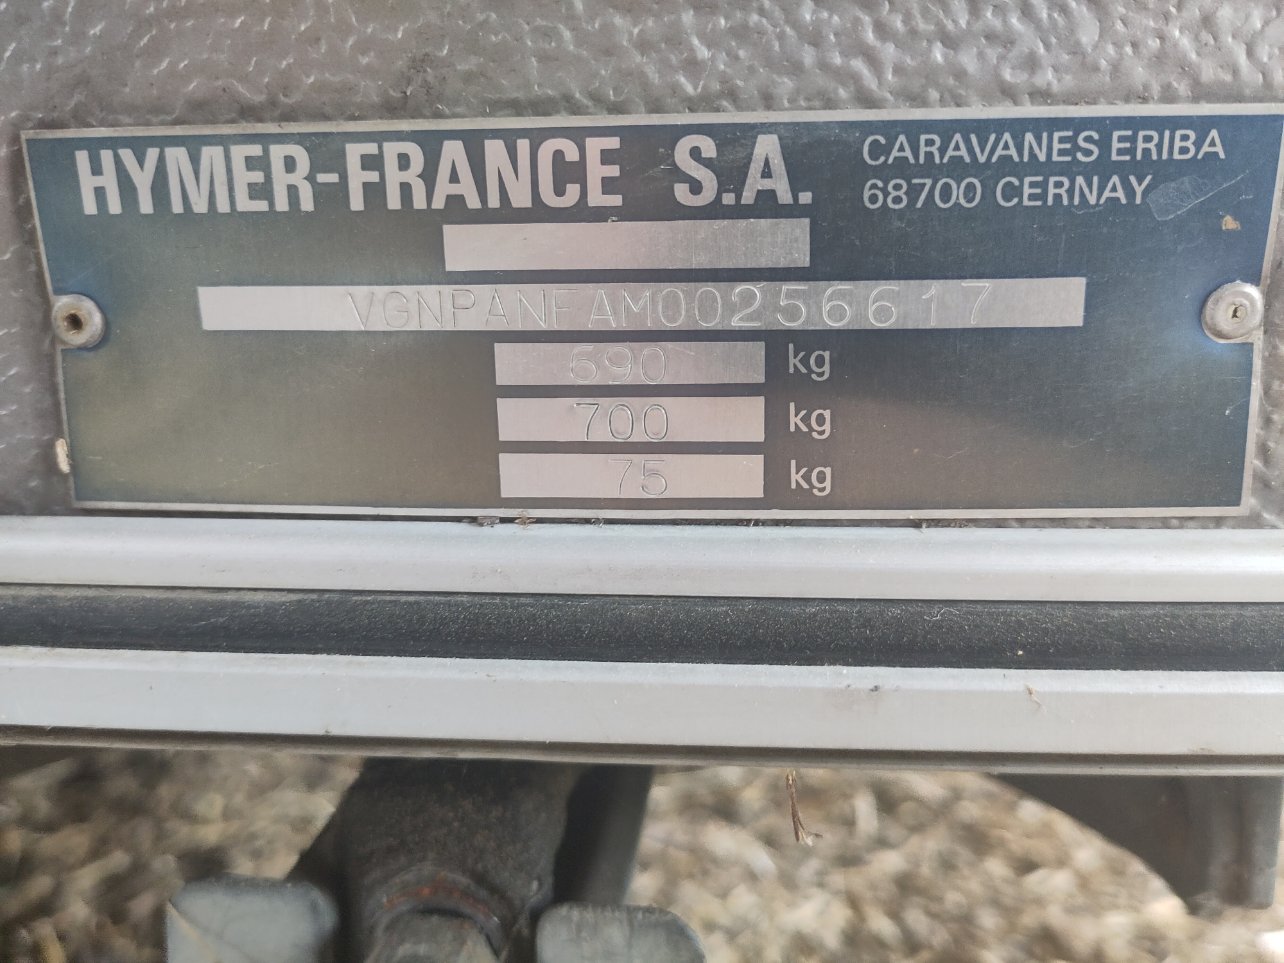 HYMER-FRANCE S.A.
CARAVANES ERIBA
68700 CERNAY
VGNPANFAM00256617
690 kg
700 kg
75 kg